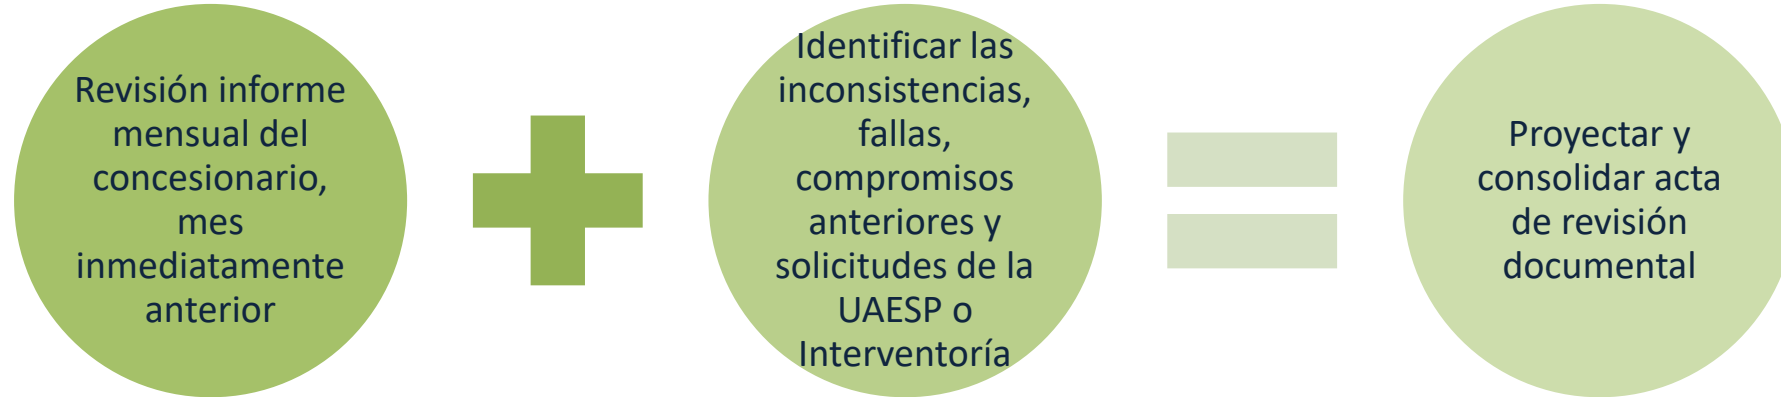 Revisión informe
mensual del
concesionario,
mes
inmediatamente
anterior
Identificar las
inconsistencias,
fallas,
compromisos
anteriores y
solicitudes de la
UAESP o
Interventoría
Proyectar y
consolidar acta
de revisión
documental